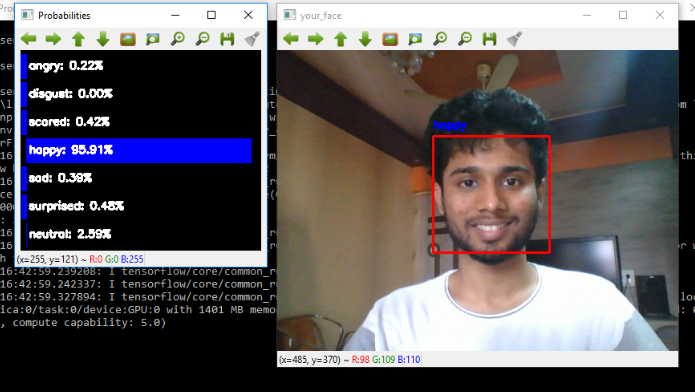 Probabilities
angry: 0.22%
disgust: 0.00%
scared: 0.42%
happy: 95.91%
sad: 0.39%
surprised: 0.48%
neutral: 2.59%
(x=255, y=121) ~ R:0 G:0 B:255
your_face
happy
(x=485, y=370) ~ R:98 G:109 B:110
16:42:59.239208: I tensorflow/core/common_r
16:42:59.242337: I tensorflow/core/common_r
16:42:59.327894: I tensorflow/core/common_r
ica:0/task:0/device:GPU:0 with 1401 MB memo
, compute capability: 5.0)